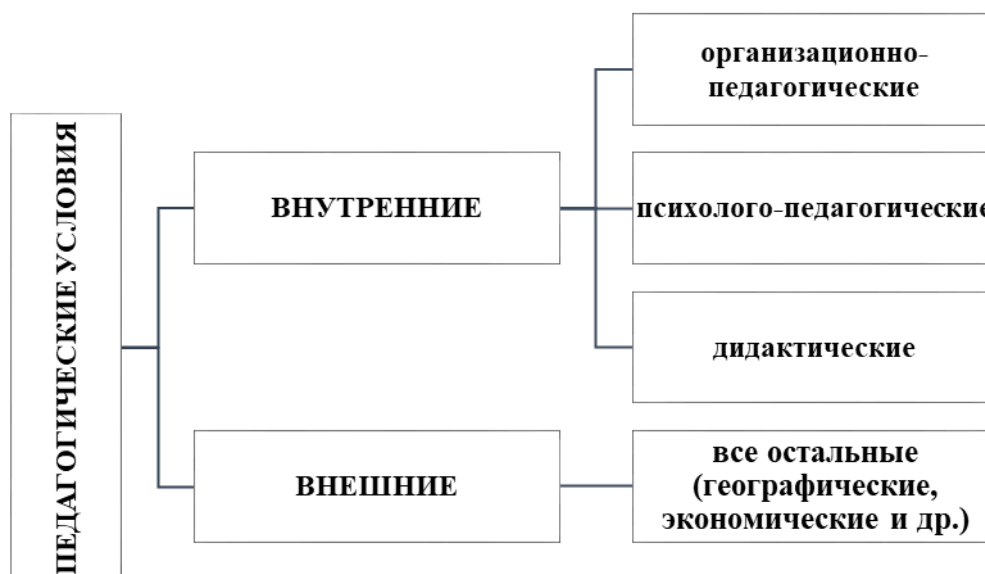 ПЕДАГОГИЧЕСКИЕ УСЛОВИЯ
ВНУТРЕННИЕ
организационно-
педагогические
психолого-педагогические
дидактические
ВНЕШНИЕ
все остальные
(географические,
экономические и др.)